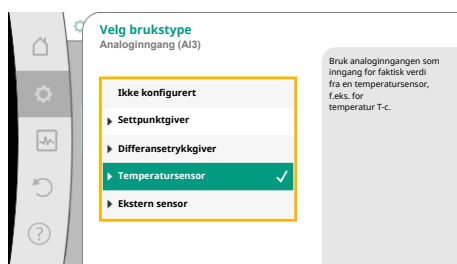 Velg brukstype
Analoginngang (AI3)
Ikke konfigurert
Settpunktgiver
Differansetrykkgiver
Temperatursensor
Ekstern sensor
Bruk analoginngangen som
inngang for faktisk verdi
fra en temperatursensor,
f.eks. for
temperatur T-c.